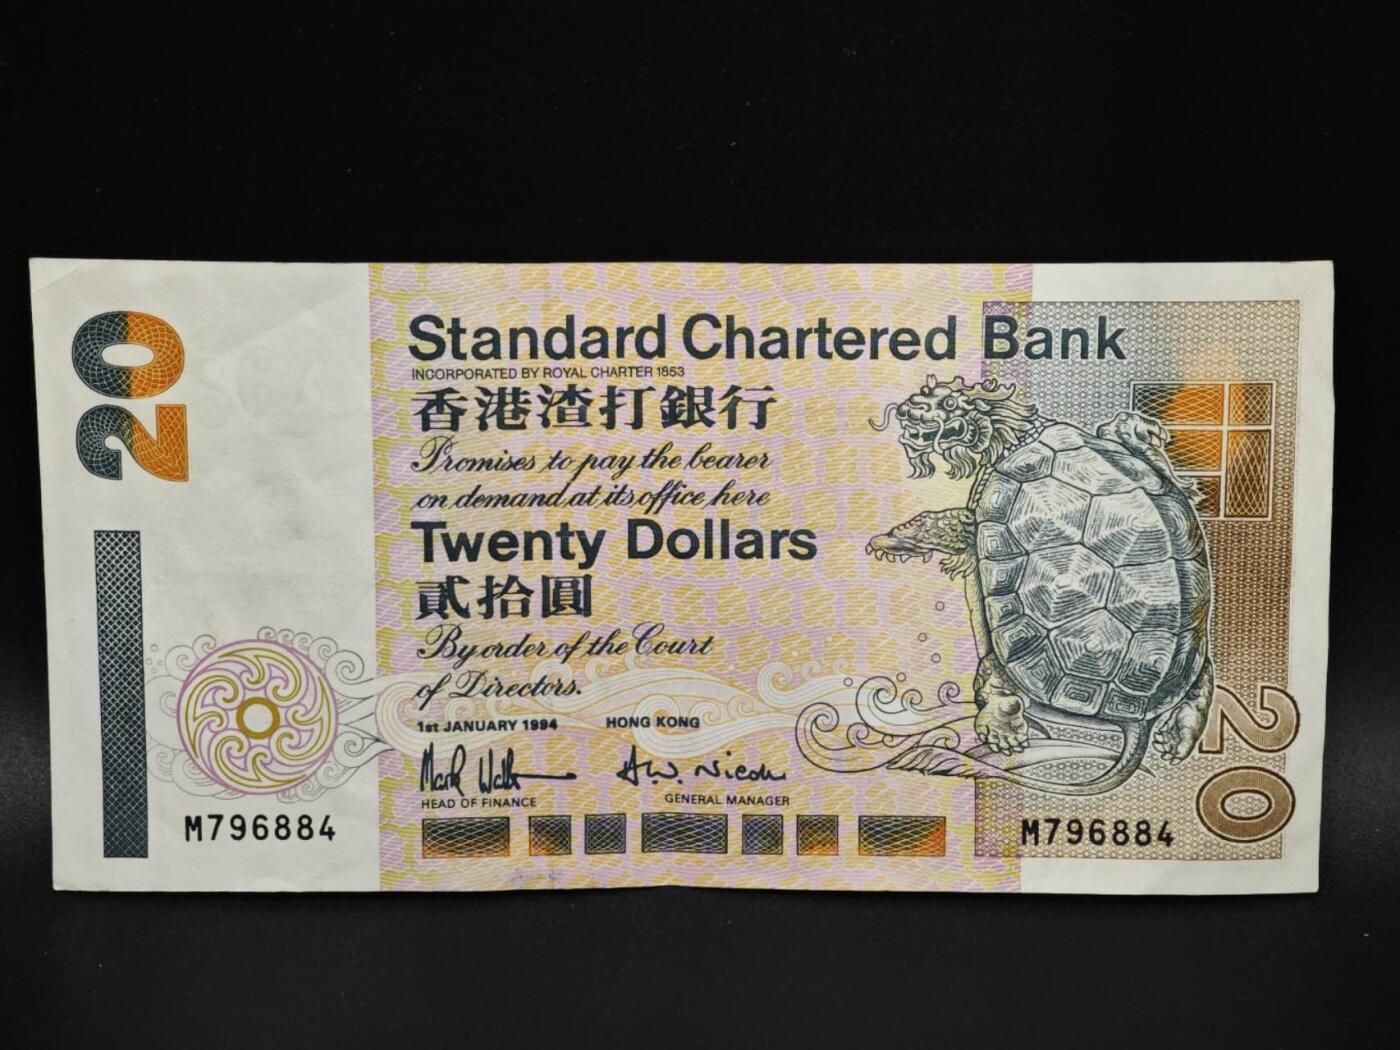 20
Standard Chartered Bank
INCORPORATED BY ROYAL CHARTER 1853
香港渣打銀行
Promises to pay the bearer
on demand at its office here
Twenty Dollars
貳拾圓
By order of the Court
of Directors.
1st JANUARY 1994 HONG KONG
HEAD OF FINANCE GENERAL MANAGER
M796884 M796884
20